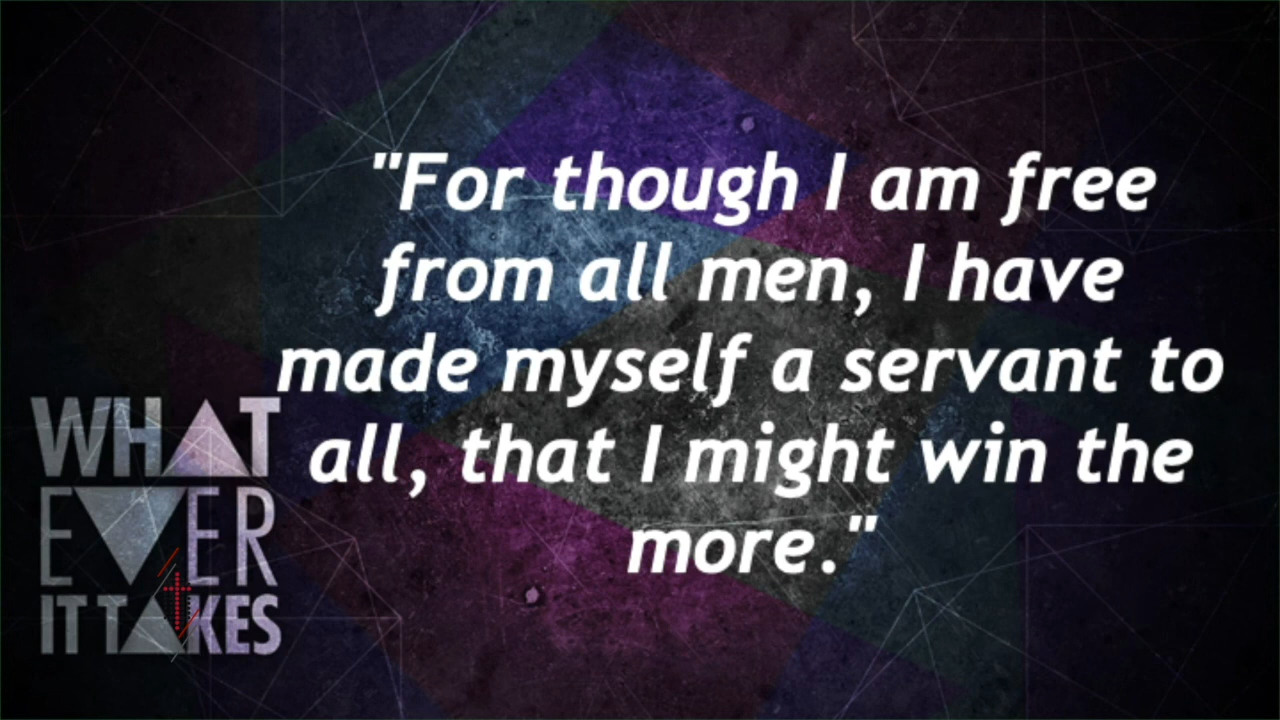 "For though I am free
from all men, I have
made myself a servant to
all, that I might win the
more."
WHAT
EVER
IT TAKES